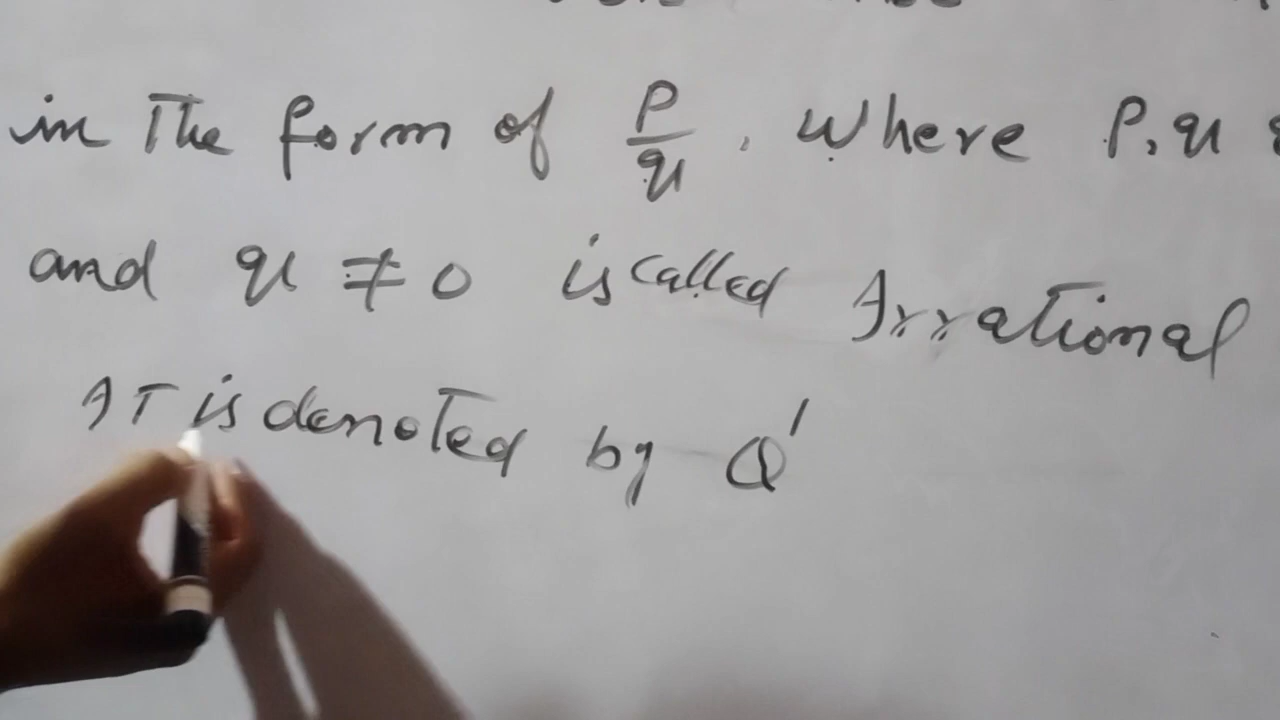 in The form of P/q, where P, q
and q ≠ 0 is called Irrational
IT is denoted by Q'